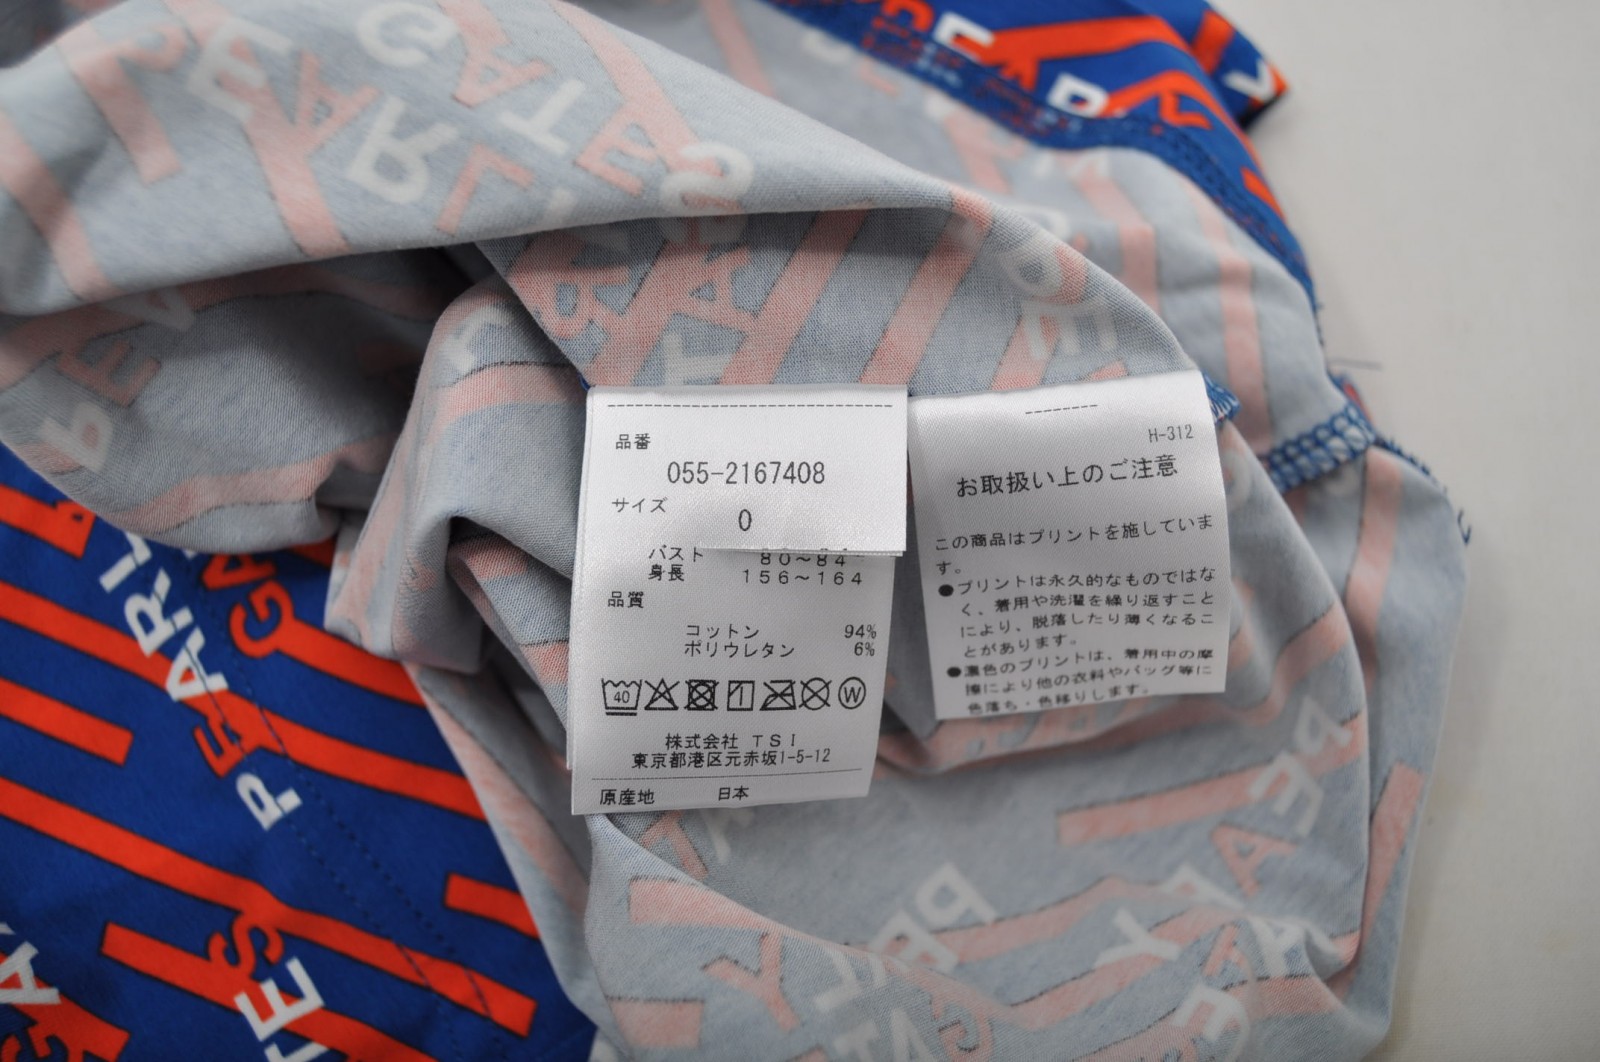 品番
055-2167408
サイズ
0
バスト 80～84
身長 156～164
品質
コットン 94%
ポリウレタン 6%
40
W
株式会社 TSI
東京都港区元赤坂1-5-12
原産地 日本
H-312
お取扱い上のご注意
この商品はプリントを施していま
す。
●プリントは永久的なものではな
く、着用や洗濯を繰り返すこと
により、脱落したり薄くなるこ
とがあります。
●濃色のプリントは、着用中の摩
擦により他の衣料やバッグ等に
色落ち・色移りします。
PEARLY
PEARLY
GATES
PEARLY